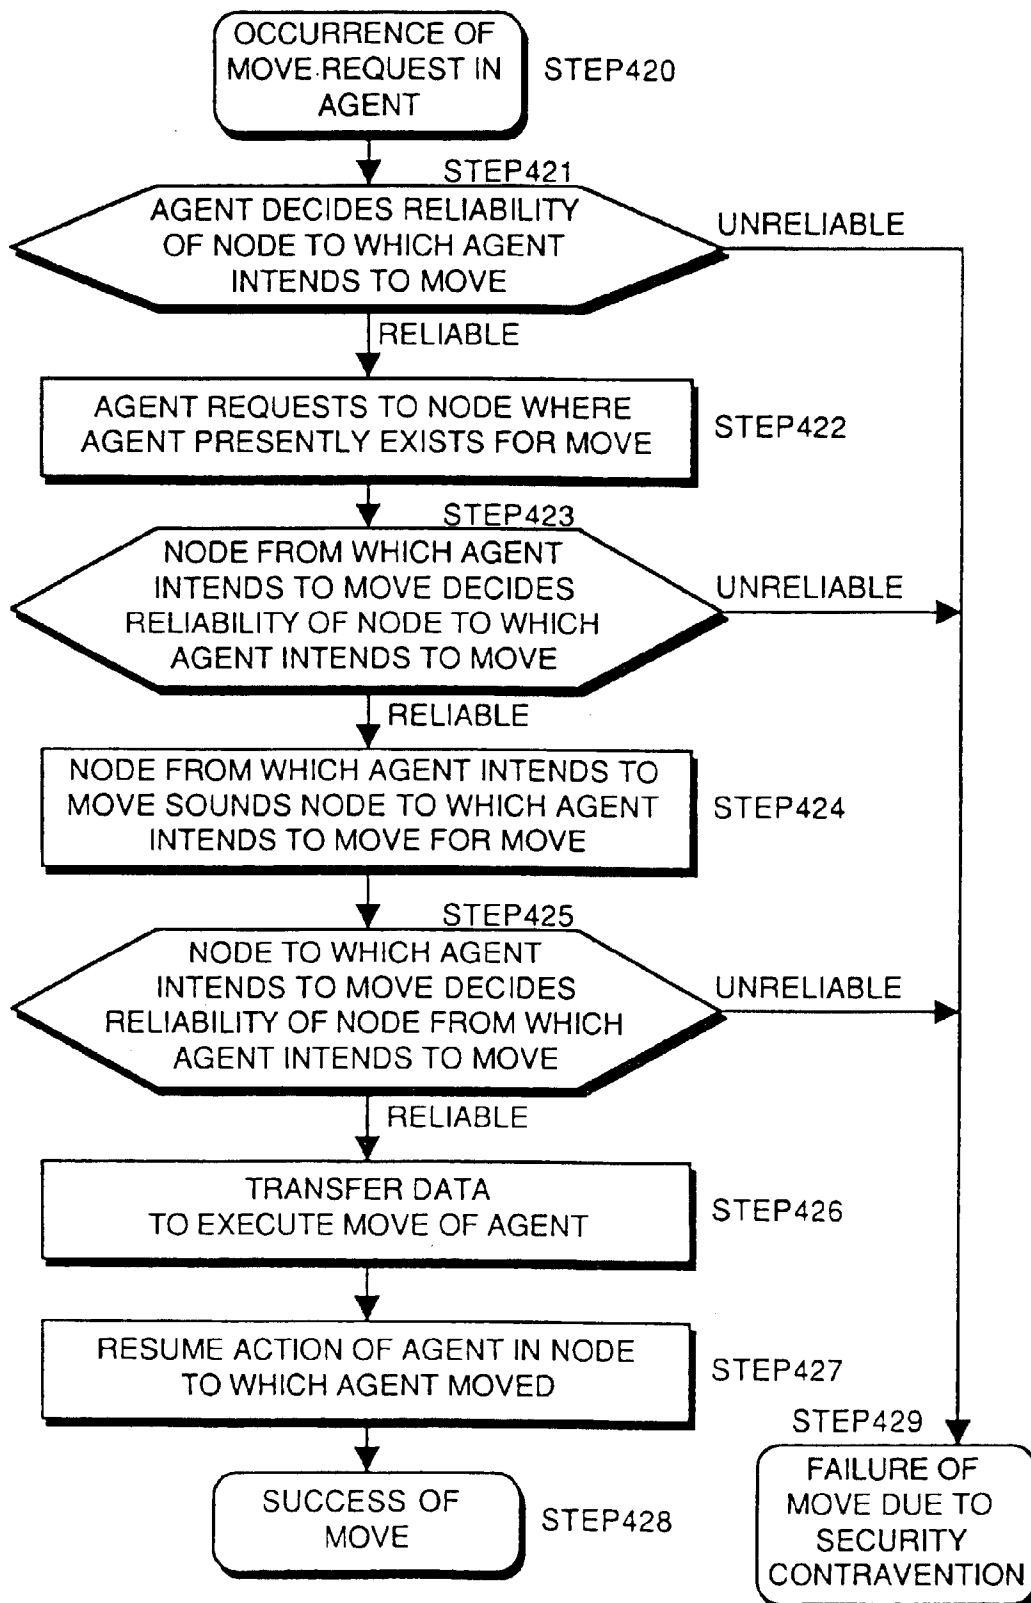 OCCURRENCE OF
MOVE REQUEST IN
AGENT
STEP420
STEP421
AGENT DECIDES RELIABILITY
OF NODE TO WHICH AGENT
INTENDS TO MOVE
UNRELIABLE
RELIABLE
AGENT REQUESTS TO NODE WHERE
AGENT PRESENTLY EXISTS FOR MOVE
STEP422
STEP423
NODE FROM WHICH AGENT
INTENDS TO MOVE DECIDES
RELIABILITY OF NODE TO WHICH
AGENT INTENDS TO MOVE
UNRELIABLE
RELIABLE
NODE FROM WHICH AGENT INTENDS TO
MOVE SOUNDS NODE TO WHICH AGENT
INTENDS TO MOVE FOR MOVE
STEP424
STEP425
NODE TO WHICH AGENT
INTENDS TO MOVE DECIDES
RELIABILITY OF NODE FROM WHICH
AGENT INTENDS TO MOVE
UNRELIABLE
RELIABLE
TRANSFER DATA
TO EXECUTE MOVE OF AGENT
STEP426
RESUME ACTION OF AGENT IN NODE
TO WHICH AGENT MOVED
STEP427
SUCCESS OF
MOVE
STEP428
STEP429
FAILURE OF
MOVE DUE TO
SECURITY
CONTRAVENTION